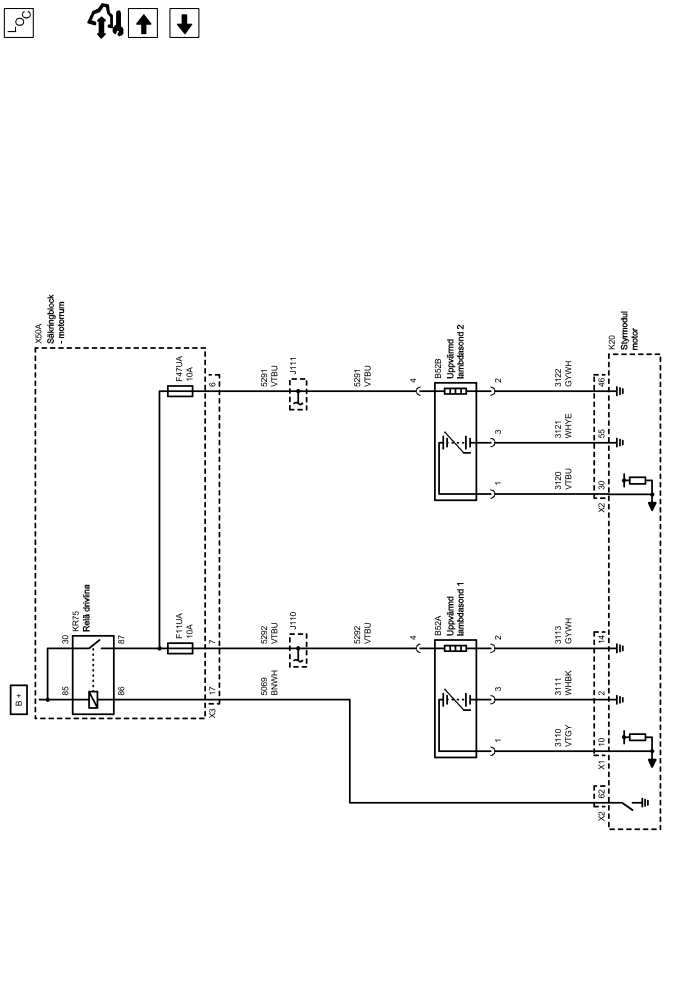 LOC
B +
X50A
Säkringblock
- motorrum
KR75
Relä drivlina
85
30
86
87
F47UA
10A
F11UA
10A
X3
17
7
6
5069
BNWH
5292
VTBU
5291
VTBU
J110
J111
5292
VTBU
5291
VTBU
4
4
B52A
Uppvärmd
lambdasond 1
B52B
Uppvärmd
lambdasond 2
1
3
2
1
3
2
3110
VTGY
3111
WHBK
3113
GYWH
3120
VTBU
3121
WHYE
3122
GYWH
X2
62
X1
10
2
14
X2
30
55
46
K20
Styrmodul
motor